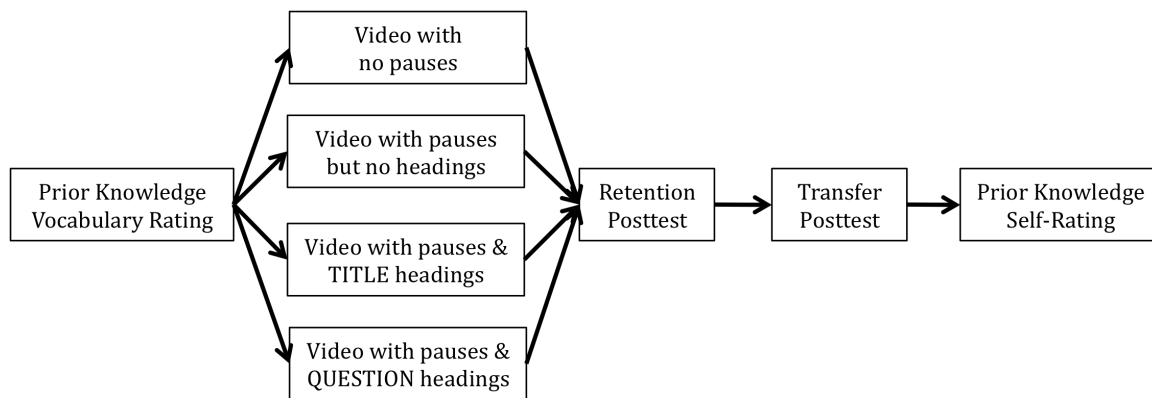 Prior Knowledge
Vocabulary Rating
Video with
no pauses
Video with pauses
but no headings
Video with pauses &
TITLE headings
Video with pauses &
QUESTION headings
Retention
Posttest
Transfer
Posttest
Prior Knowledge
Self-Rating